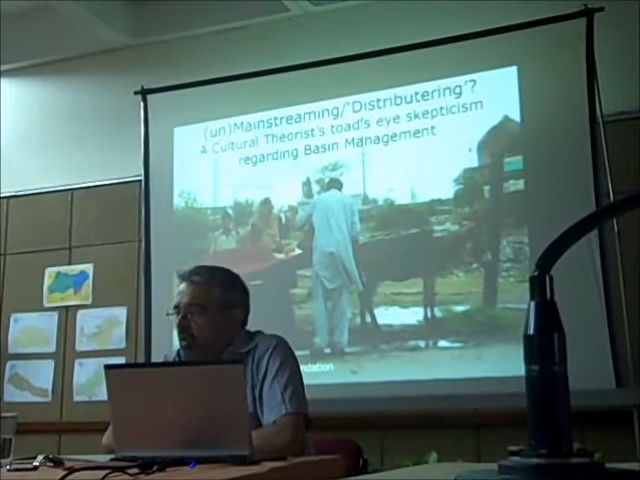 (un)Mainstreaming/'Distributering'?
A Cultural Theorist's toad's eye skepticism
regarding Basin Management